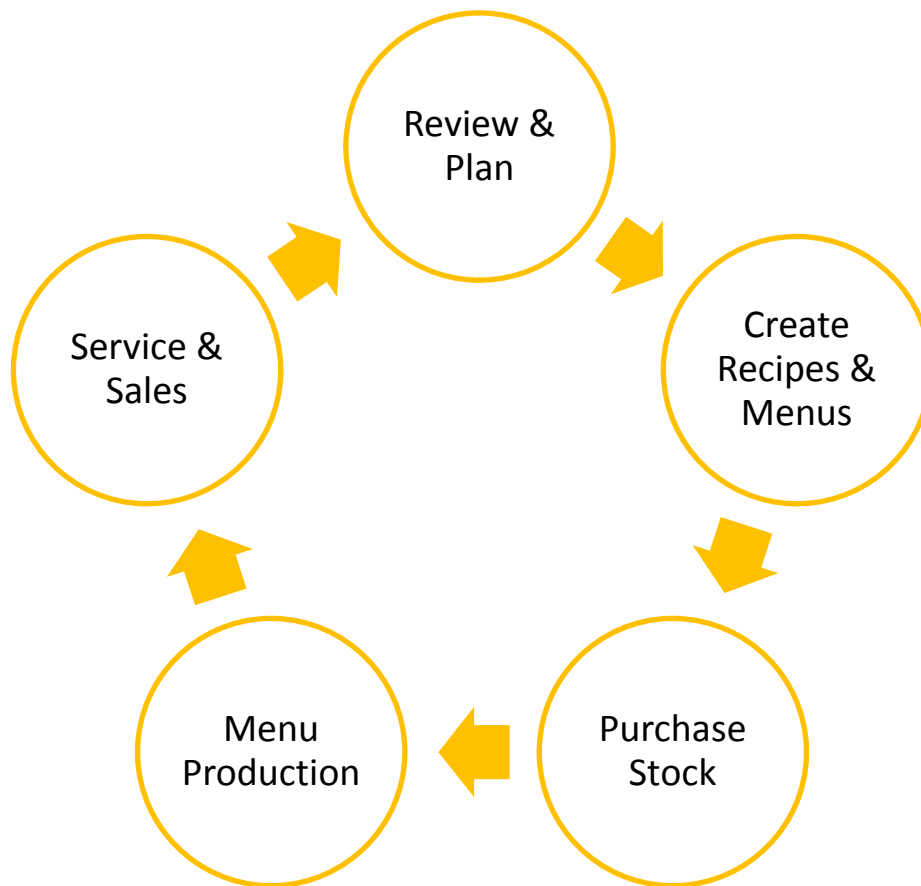 Review &
Plan
Create
Recipes &
Menus
Purchase
Stock
Menu
Production
Service &
Sales